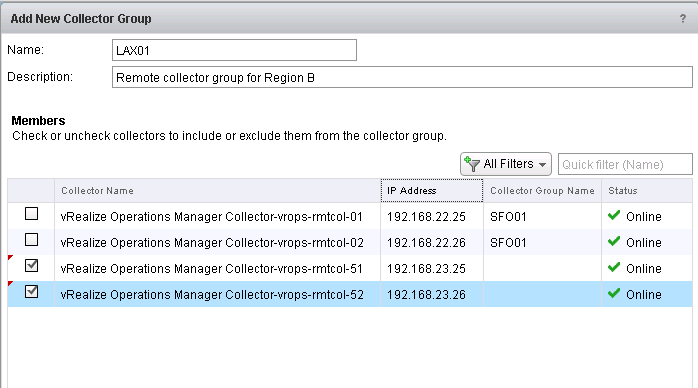 Add New Collector Group ?
Name: LAX01
Description: Remote collector group for Region B
Members
Check or uncheck collectors to include or exclude them from the collector group.
All Filters Quick filter (Name)
Collector Name IP Address Collector Group Name Status
vRealize Operations Manager Collector-vrops-rmtcol-01 192.168.22.25 SFO01 Online
vRealize Operations Manager Collector-vrops-rmtcol-02 192.168.22.26 SFO01 Online
vRealize Operations Manager Collector-vrops-rmtcol-51 192.168.23.25 Online
vRealize Operations Manager Collector-vrops-rmtcol-52 192.168.23.26 Online